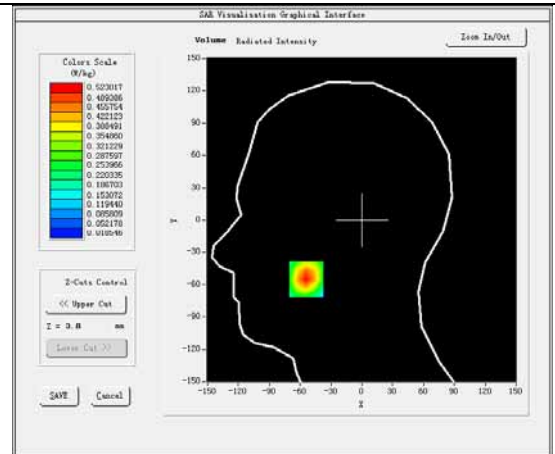 SAR Visualisation Graphical Interface
Volume Radiated Intensity
Zoom In/Out
Colors Scale
(W/kg)
0.523017
0.489386
0.455754
0.422123
0.388491
0.354860
0.321229
0.287597
0.253966
0.220335
0.186703
0.153072
0.119440
0.085809
0.052178
0.018546
150
120
90
60
30
0
-30
-60
-90
-120
-150
Y
-150 -120 -90 -60 -30 0 30 60 90 120 150
X
Z-Cuts Control
<< Upper Cut
Z = 3.8 mm
Lower Cut >>
SAVE
Cancel